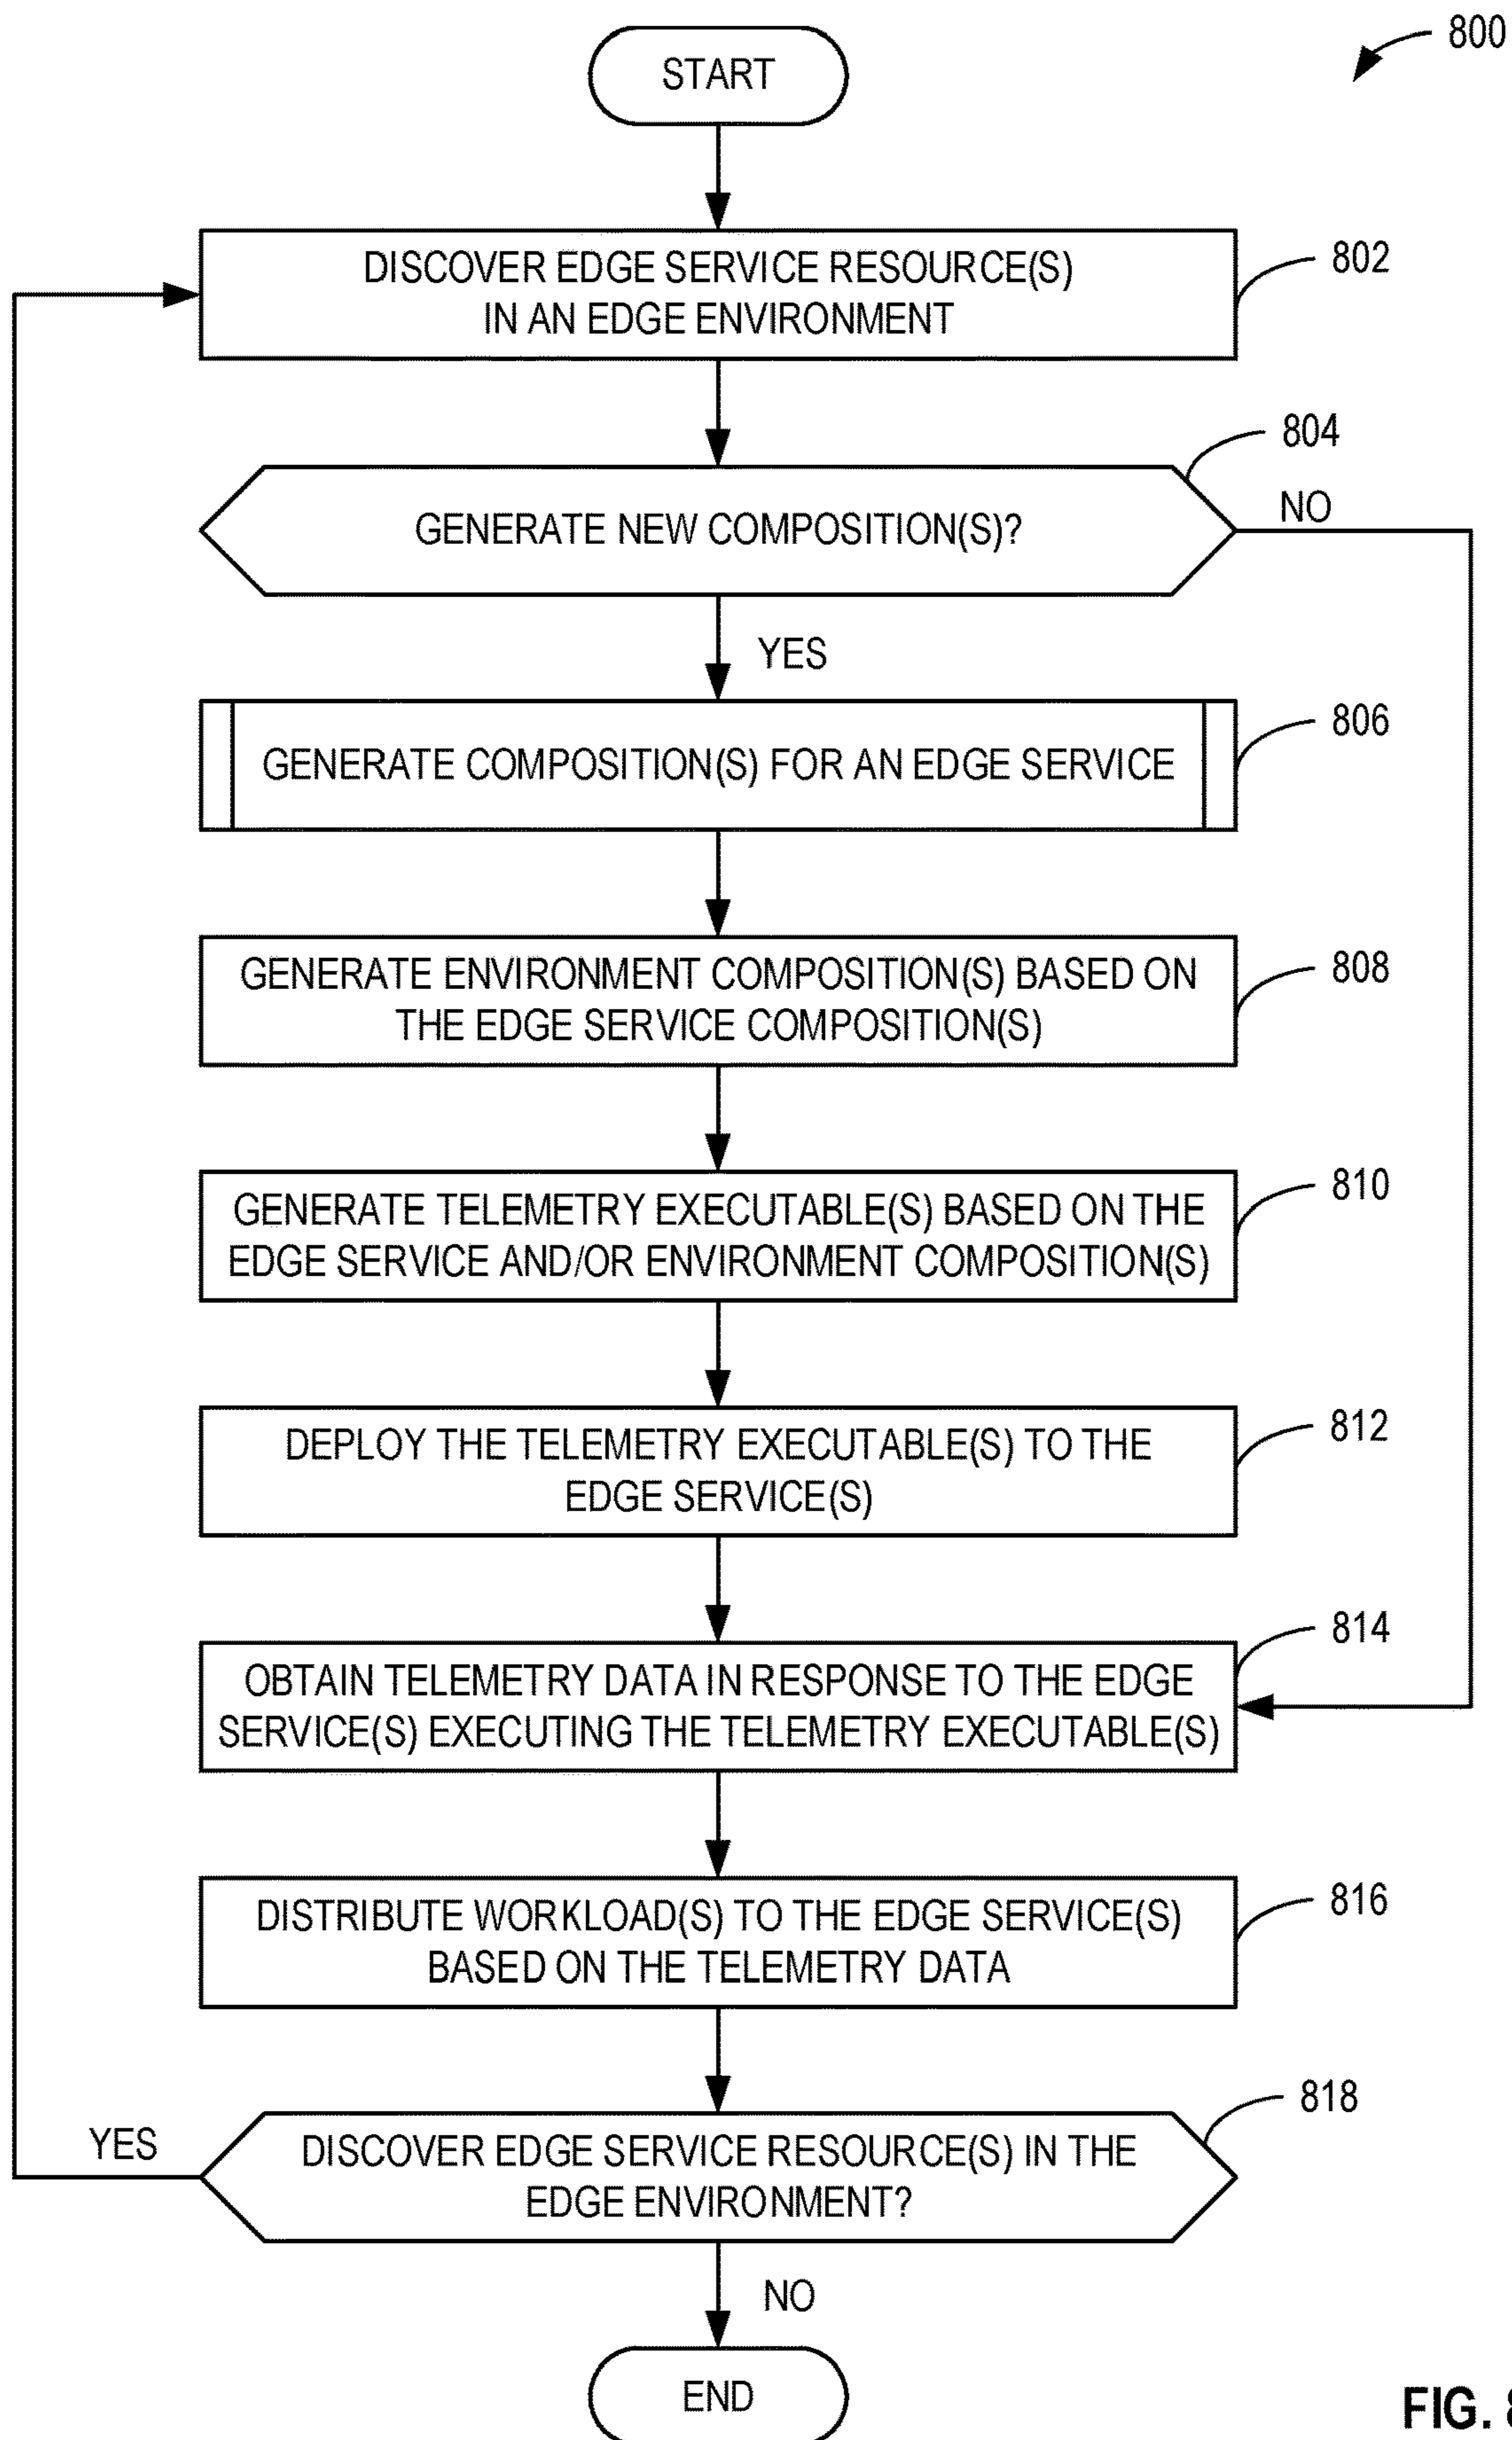 800
START
DISCOVER EDGE SERVICE RESOURCE(S)
IN AN EDGE ENVIRONMENT
802
804
GENERATE NEW COMPOSITION(S)?
NO
YES
806
GENERATE COMPOSITION(S) FOR AN EDGE SERVICE
GENERATE ENVIRONMENT COMPOSITION(S) BASED ON
THE EDGE SERVICE COMPOSITION(S)
808
GENERATE TELEMETRY EXECUTABLE(S) BASED ON THE
EDGE SERVICE AND/OR ENVIRONMENT COMPOSITION(S)
810
DEPLOY THE TELEMETRY EXECUTABLE(S) TO THE
EDGE SERVICE(S)
812
814
OBTAIN TELEMETRY DATA IN RESPONSE TO THE EDGE
SERVICE(S) EXECUTING THE TELEMETRY EXECUTABLE(S)
816
DISTRIBUTE WORKLOAD(S) TO THE EDGE SERVICE(S)
BASED ON THE TELEMETRY DATA
818
YES
DISCOVER EDGE SERVICE RESOURCE(S) IN THE
EDGE ENVIRONMENT?
NO
END
FIG. 8